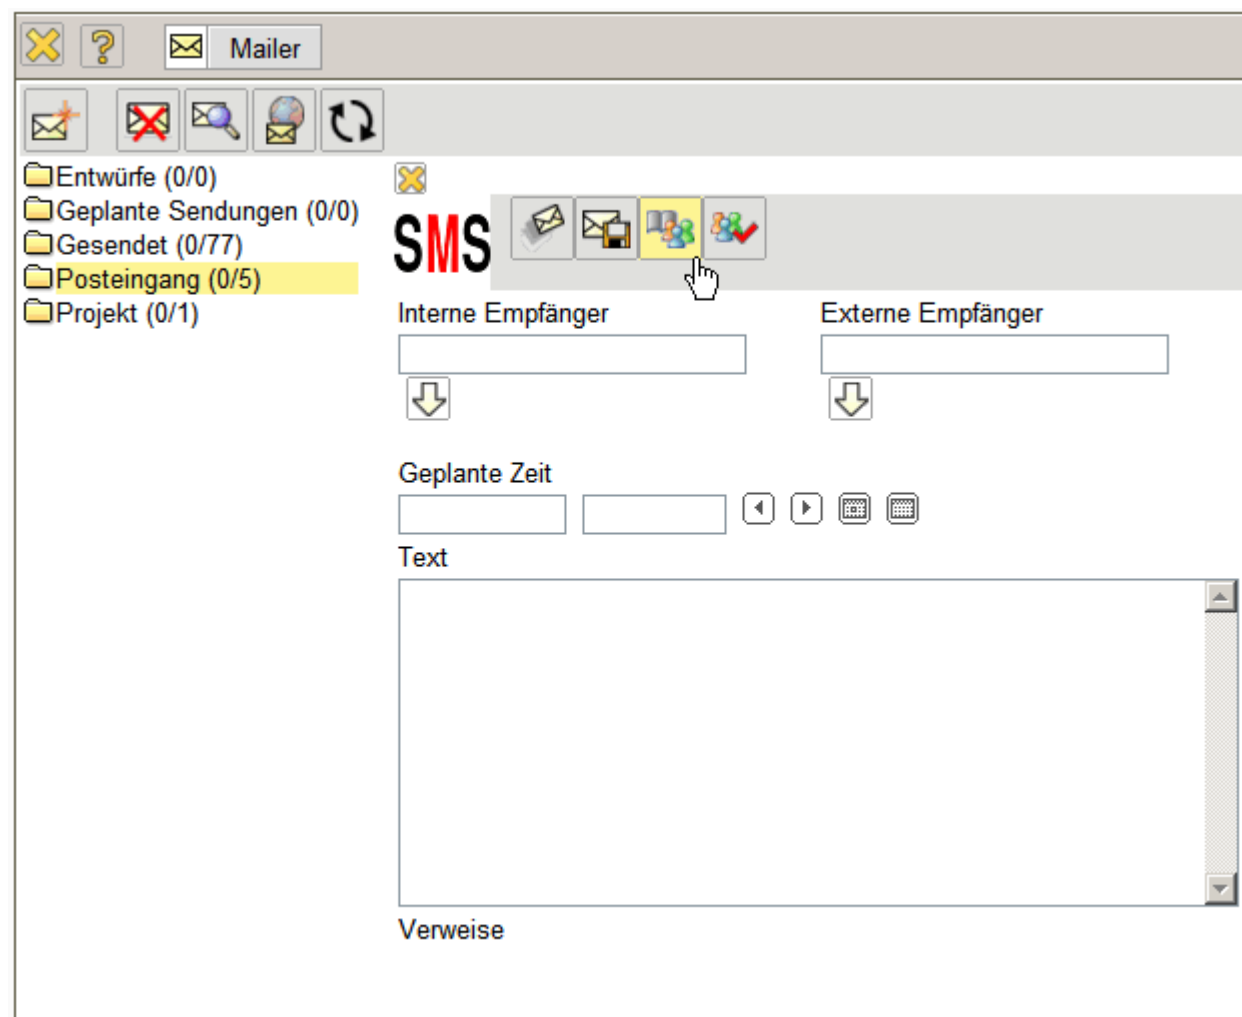 Mailer
Entwürfe (0/0)
Geplante Sendungen (0/0)
Gesendet (0/77)
Posteingang (0/5)
Projekt (0/1)
SMS
Interne Empfänger
Externe Empfänger
Geplante Zeit
Text
Verweise